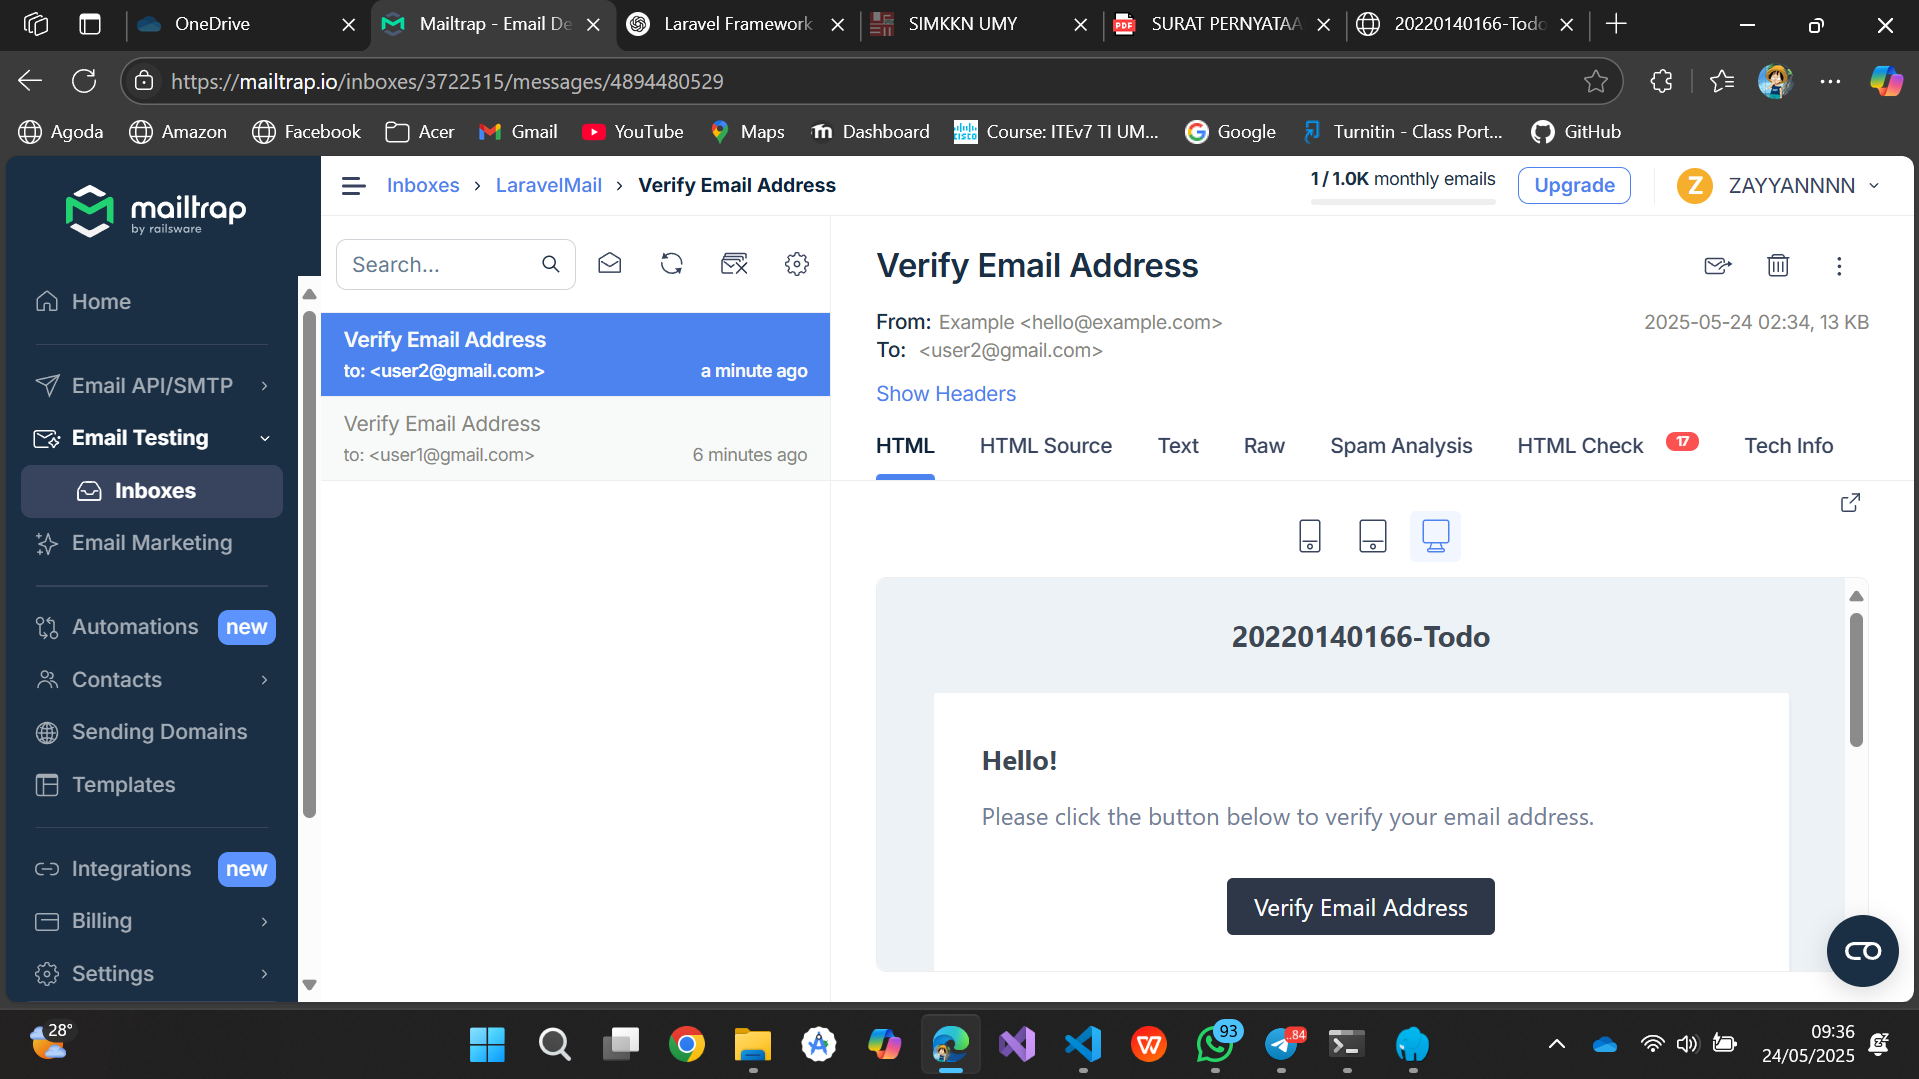 OneDrive
Mailtrap - Email De
Laravel Framework
SIMKKN UMY
SURAT PERNYATAA
20220140166-Todo
https://mailtrap.io/inboxes/3722515/messages/4894480529
Agoda
Amazon
Facebook
Acer
Gmail
YouTube
Maps
Dashboard
Course: ITEv7 TI UM...
Google
Turnitin - Class Port...
GitHub
mailtrap
by railsware
Home
Email API/SMTP
Email Testing
Inboxes
Email Marketing
Automations new
Contacts
Sending Domains
Templates
Integrations new
Billing
Settings
Inboxes › LaravelMail › Verify Email Address
1 / 1.0K monthly emails
Upgrade
Z ZAYYANNNN
Search...
Verify Email Address
to: <user2@gmail.com> a minute ago
Verify Email Address
to: <user1@gmail.com> 6 minutes ago
Verify Email Address
From: Example <hello@example.com>
2025-05-24 02:34, 13 KB
To: <user2@gmail.com>
Show Headers
HTML
HTML Source
Text
Raw
Spam Analysis
HTML Check 17
Tech Info
20220140166-Todo
Hello!
Please click the button below to verify your email address.
Verify Email Address
28°
93
..84
09:36
24/05/2025